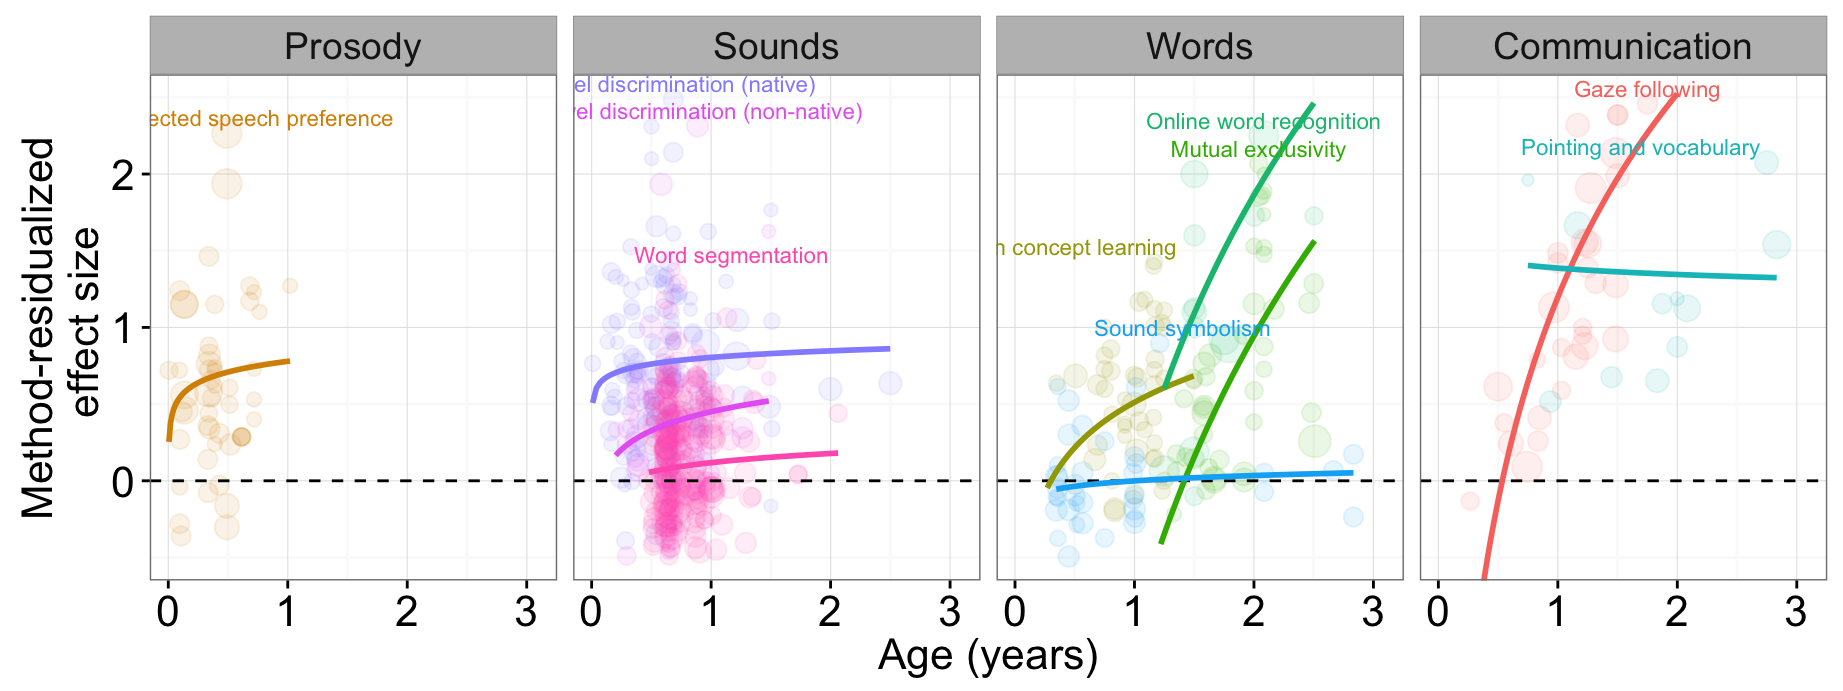 Prosody
Sounds
Words
Communication
ected speech preference
el discrimination (native)
el discrimination (non-native)
Word segmentation
Online word recognition
Mutual exclusivity
n concept learning
Sound symbolism
Gaze following
Pointing and vocabulary
Method-residualized
effect size
2
1
0
0 1 2 3
0 1 2 3
0 1 2 3
0 1 2 3
Age (years)